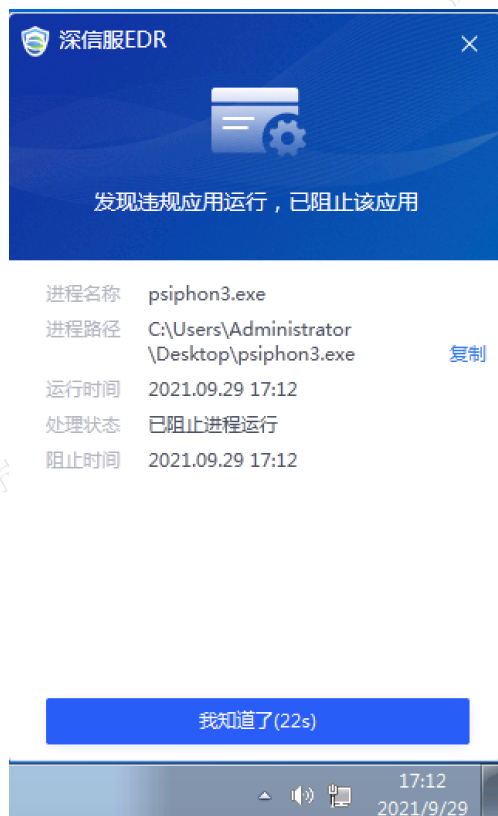 深信服EDR
发现违规应用运行，已阻止该应用
进程名称 psiphon3.exe
进程路径 C:\Users\Administrator
\Desktop\psiphon3.exe 复制
运行时间 2021.09.29 17:12
处理状态 已阻止进程运行
阻止时间 2021.09.29 17:12
我知道了(22s)
17:12
2021/9/29